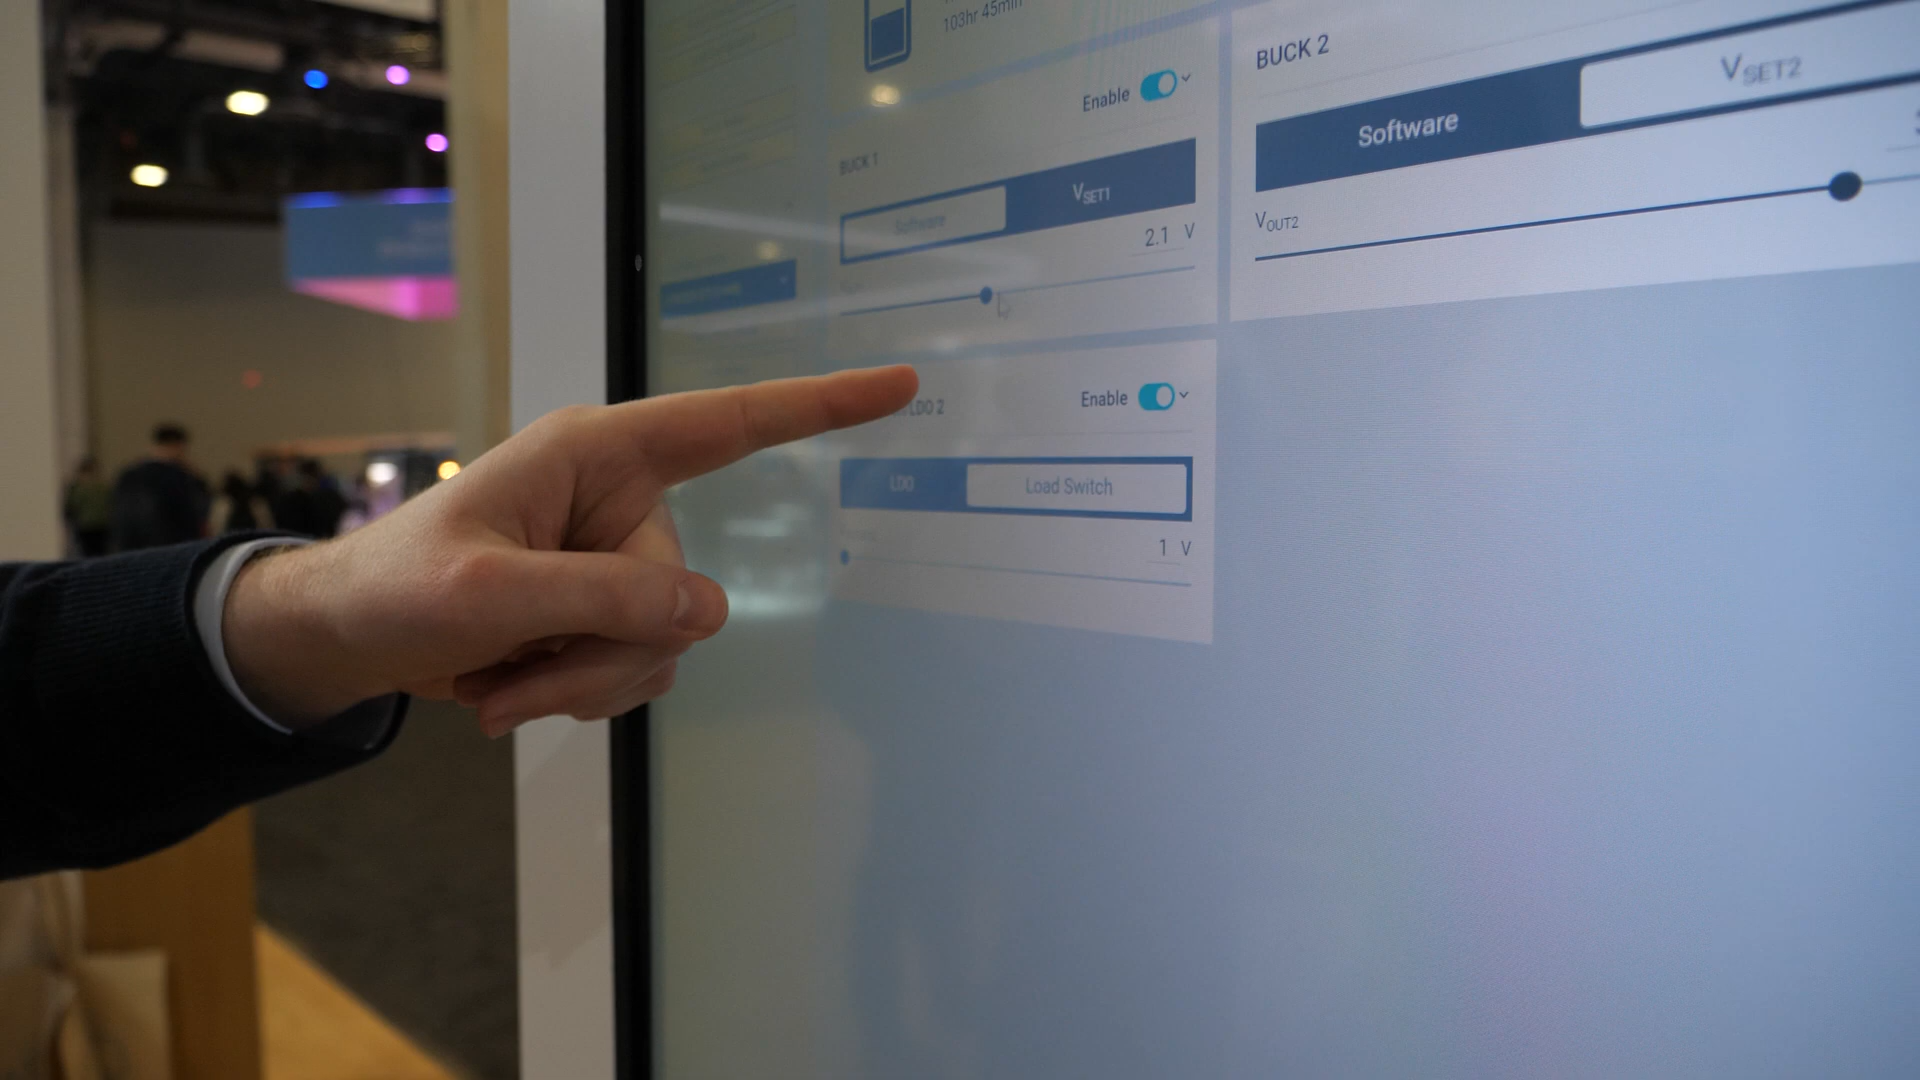 103hr 45min
Enable
BUCK 1
Software
VSET1
2.1 V
LDO 2
Enable
LDO
Load Switch
1 V
BUCK 2
Software
VSET2
VOUT2